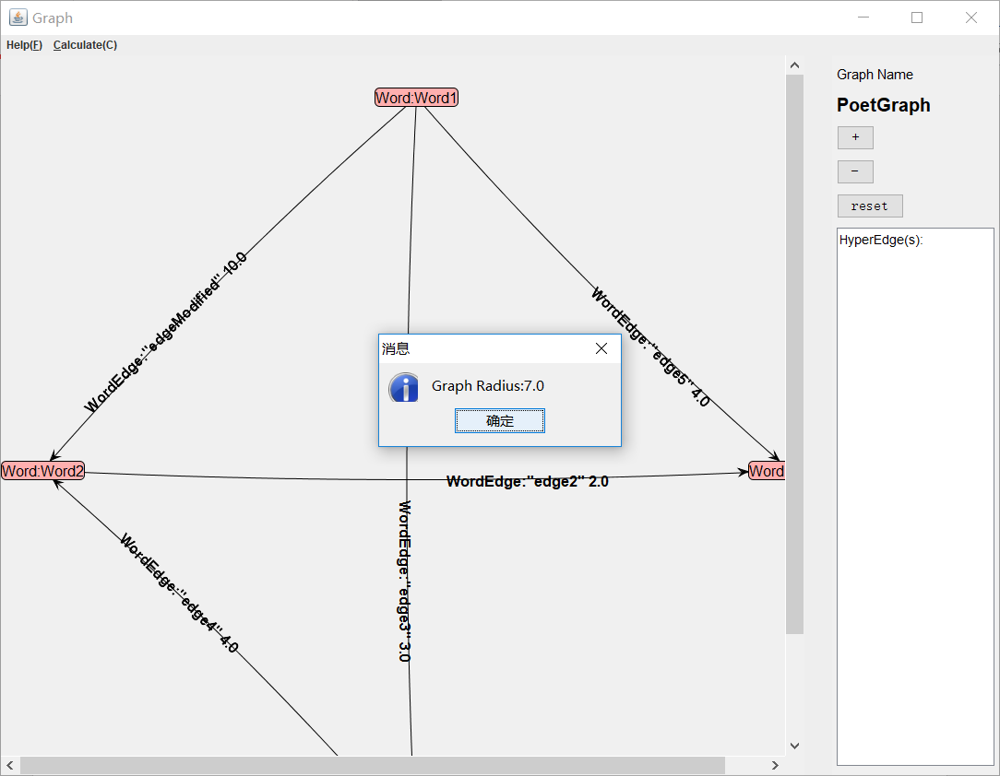 Graph
Help(F) Calculate(C)
Graph Name
PoetGraph
+
−
reset
HyperEdge(s):
Word:Word1
WordEdge:"edgeModified" 10.0
WordEdge:"edge5" 4.0
消息
Graph Radius:7.0
确定
Word:Word2
WordEdge:"edge2" 2.0
Word
WordEdge:"edge3" 3.0
WordEdge:"edge4" 4.0